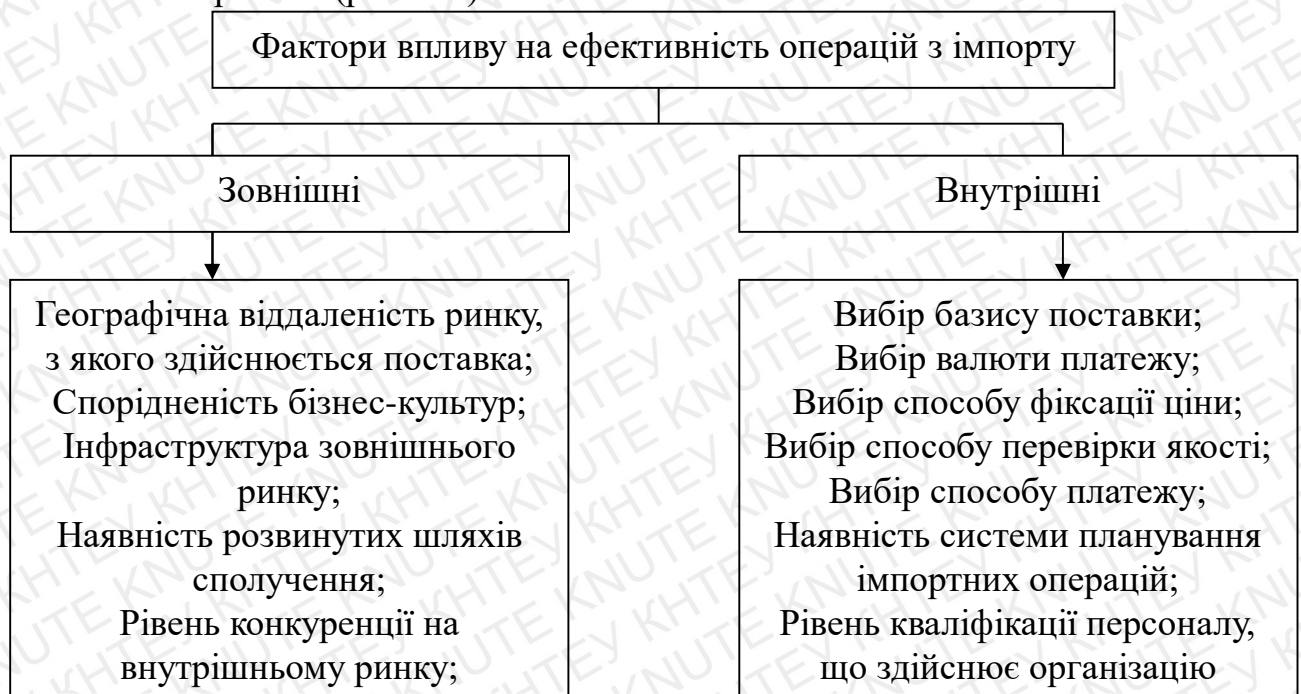 Фактори впливу на ефективність операцій з імпорту
Зовнішні
Внутрішні
Географічна віддаленість ринку,
з якого здійснюється поставка;
Спорідненість бізнес-культур;
Інфраструктура зовнішнього
ринку;
Наявність розвинутих шляхів
сполучення;
Рівень конкуренції на
внутрішньому ринку;
Вибір базису поставки;
Вибір валюти платежу;
Вибір способу фіксації ціни;
Вибір способу перевірки якості;
Вибір способу платежу;
Наявність системи планування
імпортних операцій;
Рівень кваліфікації персоналу,
що здійснює організацію